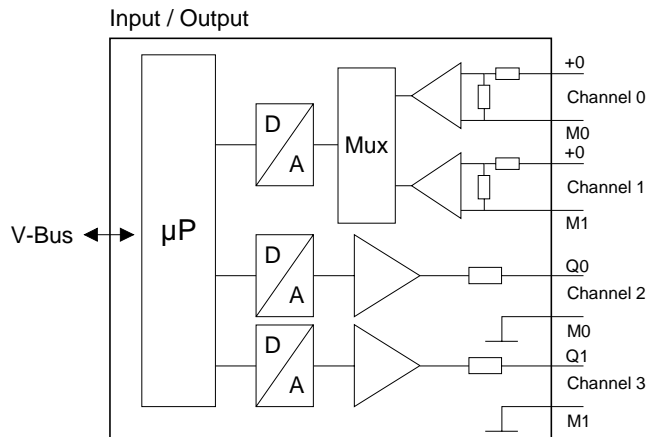 Input / Output
+0
Channel 0
M0
D
A
Mux
+0
Channel 1
M1
V-Bus
µP
D
A
Q0
Channel 2
M0
D
A
Q1
Channel 3
M1